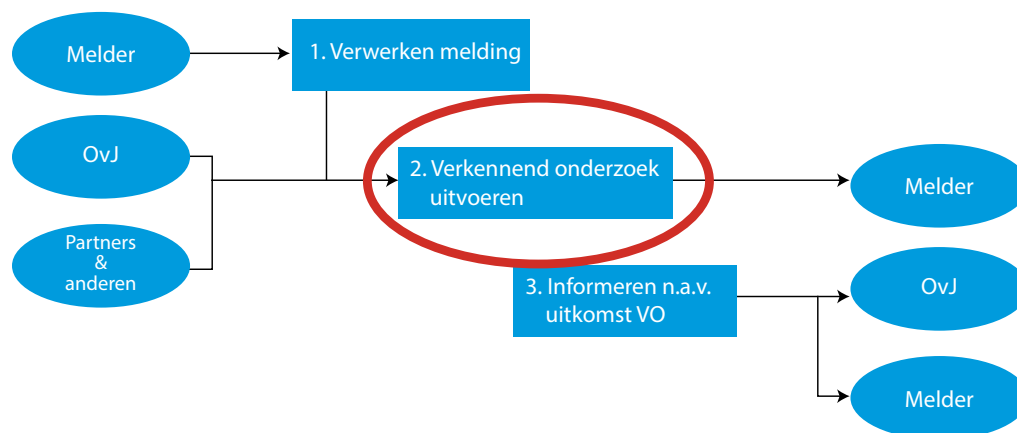 Melder
1. Verwerken melding
OvJ
2. Verkennend onderzoek
uitvoeren
Melder
Partners
&
anderen
3. Informeren n.a.v.
uitkomst VO
OvJ
Melder